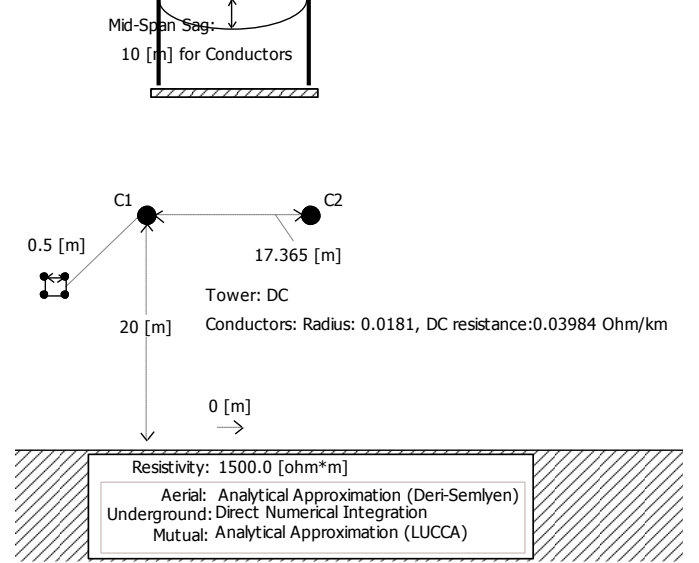 Mid-Span Sag:
10 [m] for Conductors
C1
C2
0.5 [m]
17.365 [m]
Tower: DC
20 [m]
Conductors: Radius: 0.0181, DC resistance:0.03984 Ohm/km
0 [m]
Resistivity: 1500.0 [ohm*m]
Aerial: Analytical Approximation (Deri-Semlyen)
Underground: Direct Numerical Integration
Mutual: Analytical Approximation (LUCCA)